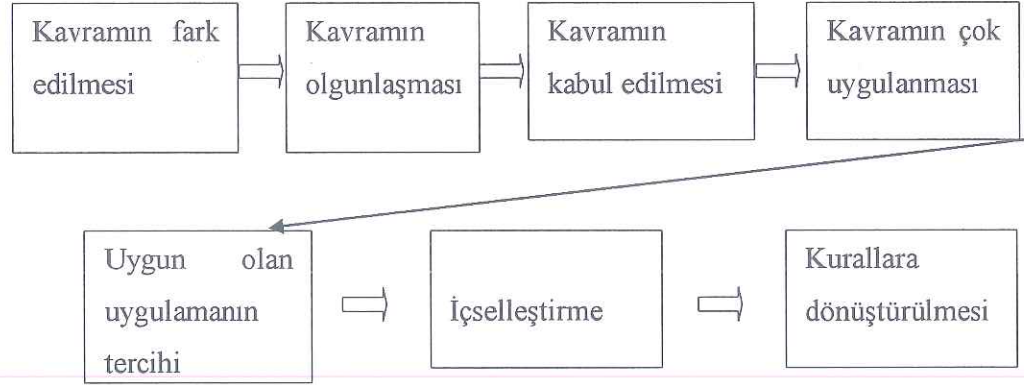 Kavramın fark
edilmesi
Kavramın
olgunlaşması
Kavramın
kabul edilmesi
Kavramın çok
uygulanması
Uygun olan
uygulamanın
tercihi
İçselleştirme
Kurallara
dönüştürülmesi